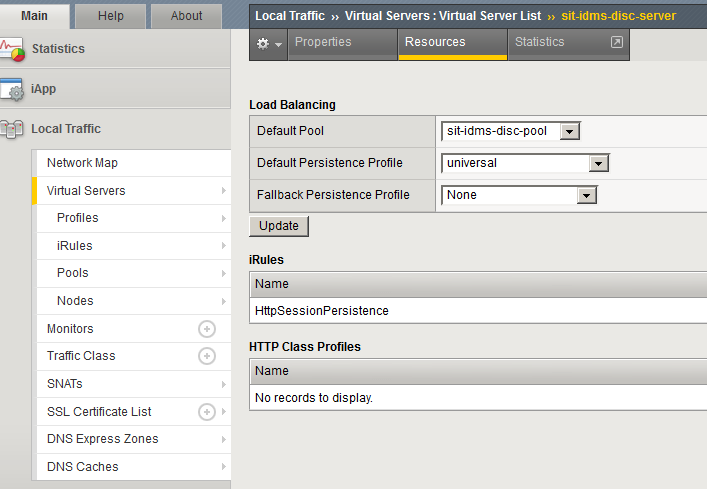 Main Help About
Statistics
iApp
Local Traffic
Network Map
Virtual Servers
Profiles
iRules
Pools
Nodes
Monitors
Traffic Class
SNATs
SSL Certificate List
DNS Express Zones
DNS Caches
Local Traffic ›› Virtual Servers : Virtual Server List ›› sit-idms-disc-server
Properties Resources Statistics
Load Balancing
Default Pool sit-idms-disc-pool
Default Persistence Profile universal
Fallback Persistence Profile None
Update
iRules
Name
HttpSessionPersistence
HTTP Class Profiles
Name
No records to display.